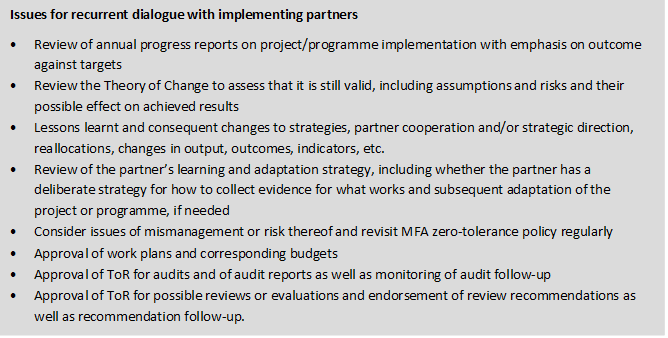 Issues for recurrent dialogue with implementing partners
• Review of annual progress reports on project/programme implementation with emphasis on outcome
against targets
• Review the Theory of Change to assess that it is still valid, including assumptions and risks and their
possible effect on achieved results
• Lessons learnt and consequent changes to strategies, partner cooperation and/or strategic direction,
reallocations, changes in output, outcomes, indicators, etc.
• Review of the partner's learning and adaptation strategy, including whether the partner has a
deliberate strategy for how to collect evidence for what works and subsequent adaptation of the
project or programme, if needed
• Consider issues of mismanagement or risk thereof and revisit MFA zero-tolerance policy regularly
• Approval of work plans and corresponding budgets
• Approval of ToR for audits and of audit reports as well as monitoring of audit follow-up
• Approval of ToR for possible reviews or evaluations and endorsement of review recommendations as
well as recommendation follow-up.